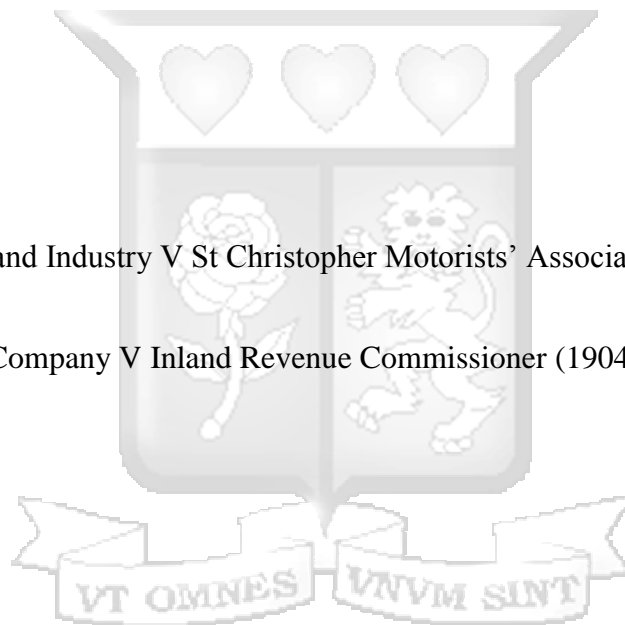 and Industry V St Christopher Motorists' Associa
Company V Inland Revenue Commissioner (1904
VT OMNES VNVM SINT